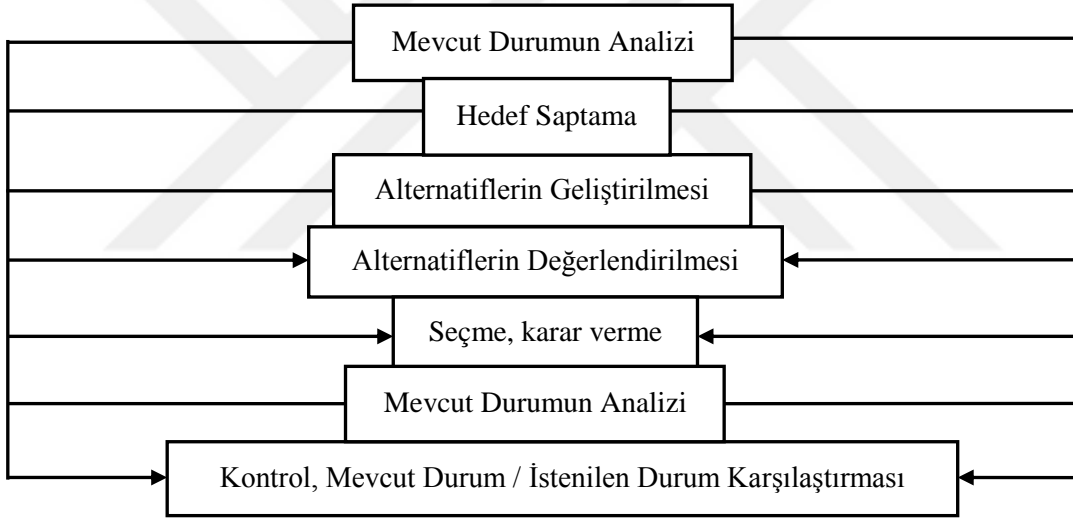 Mevcut Durumun Analizi
Hedef Saptama
Alternatiflerin Geliştirilmesi
Alternatiflerin Değerlendirilmesi
Seçme, karar verme
Mevcut Durumun Analizi
Kontrol, Mevcut Durum / İstenilen Durum Karşılaştırması